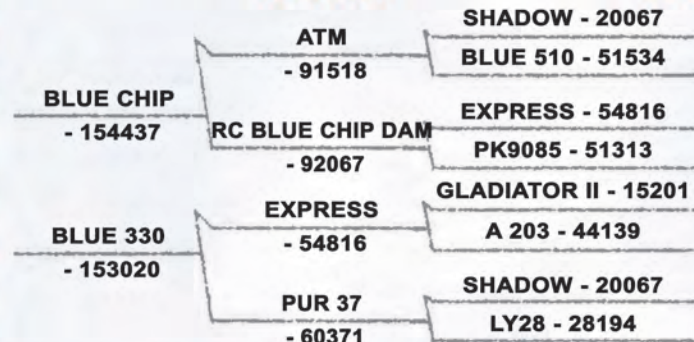 SHADOW - 20067
ATM
- 91518
BLUE 510 - 51534
BLUE CHIP
- 154437
EXPRESS - 54816
RC BLUE CHIP DAM
- 92067
PK9085 - 51313
GLADIATOR II - 15201
EXPRESS
- 54816
A 203 - 44139
BLUE 330
- 153020
SHADOW - 20067
PUR 37
- 60371
LY28 - 28194